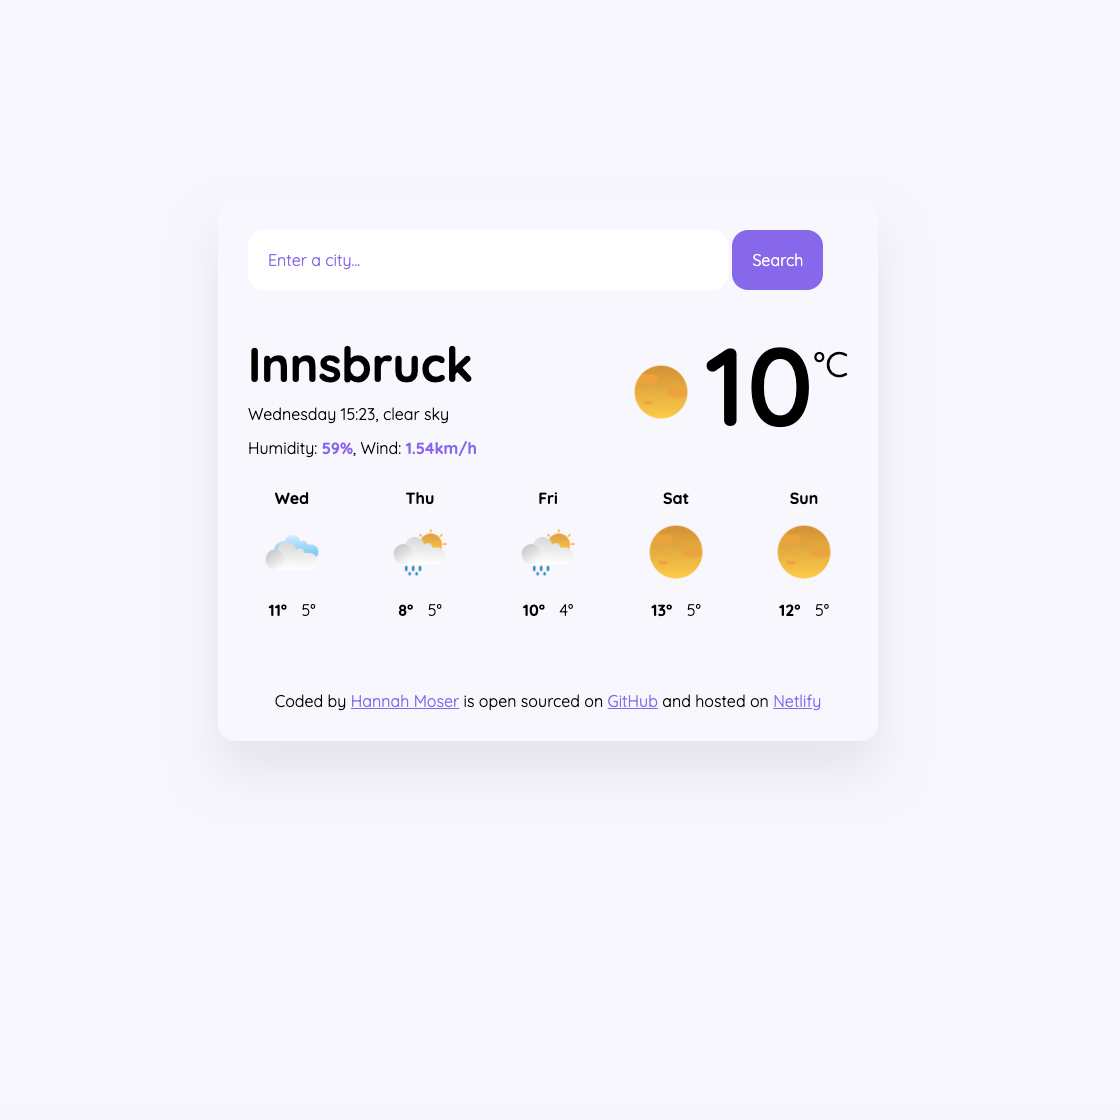 Enter a city...
Search
Innsbruck
10 °C
Wednesday 15:23, clear sky
Humidity: 59%, Wind: 1.54km/h
Wed Thu Fri Sat Sun
11° 5° 8° 5° 10° 4° 13° 5° 12° 5°
Coded by Hannah Moser is open sourced on GitHub and hosted on Netlify